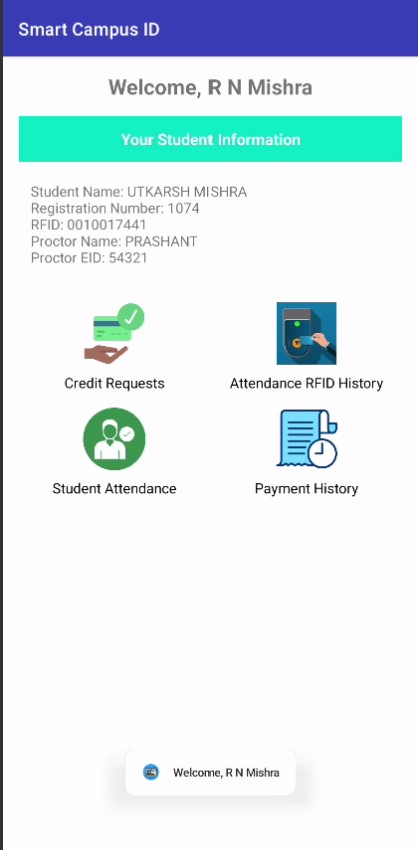 Smart Campus ID
Welcome, R N Mishra
Your Student Information
Student Name: UTKARSH MISHRA
Registration Number: 1074
RFID: 0010017441
Proctor Name: PRASHANT
Proctor EID: 54321
Credit Requests
Attendance RFID History
Student Attendance
Payment History
Welcome, R N Mishra